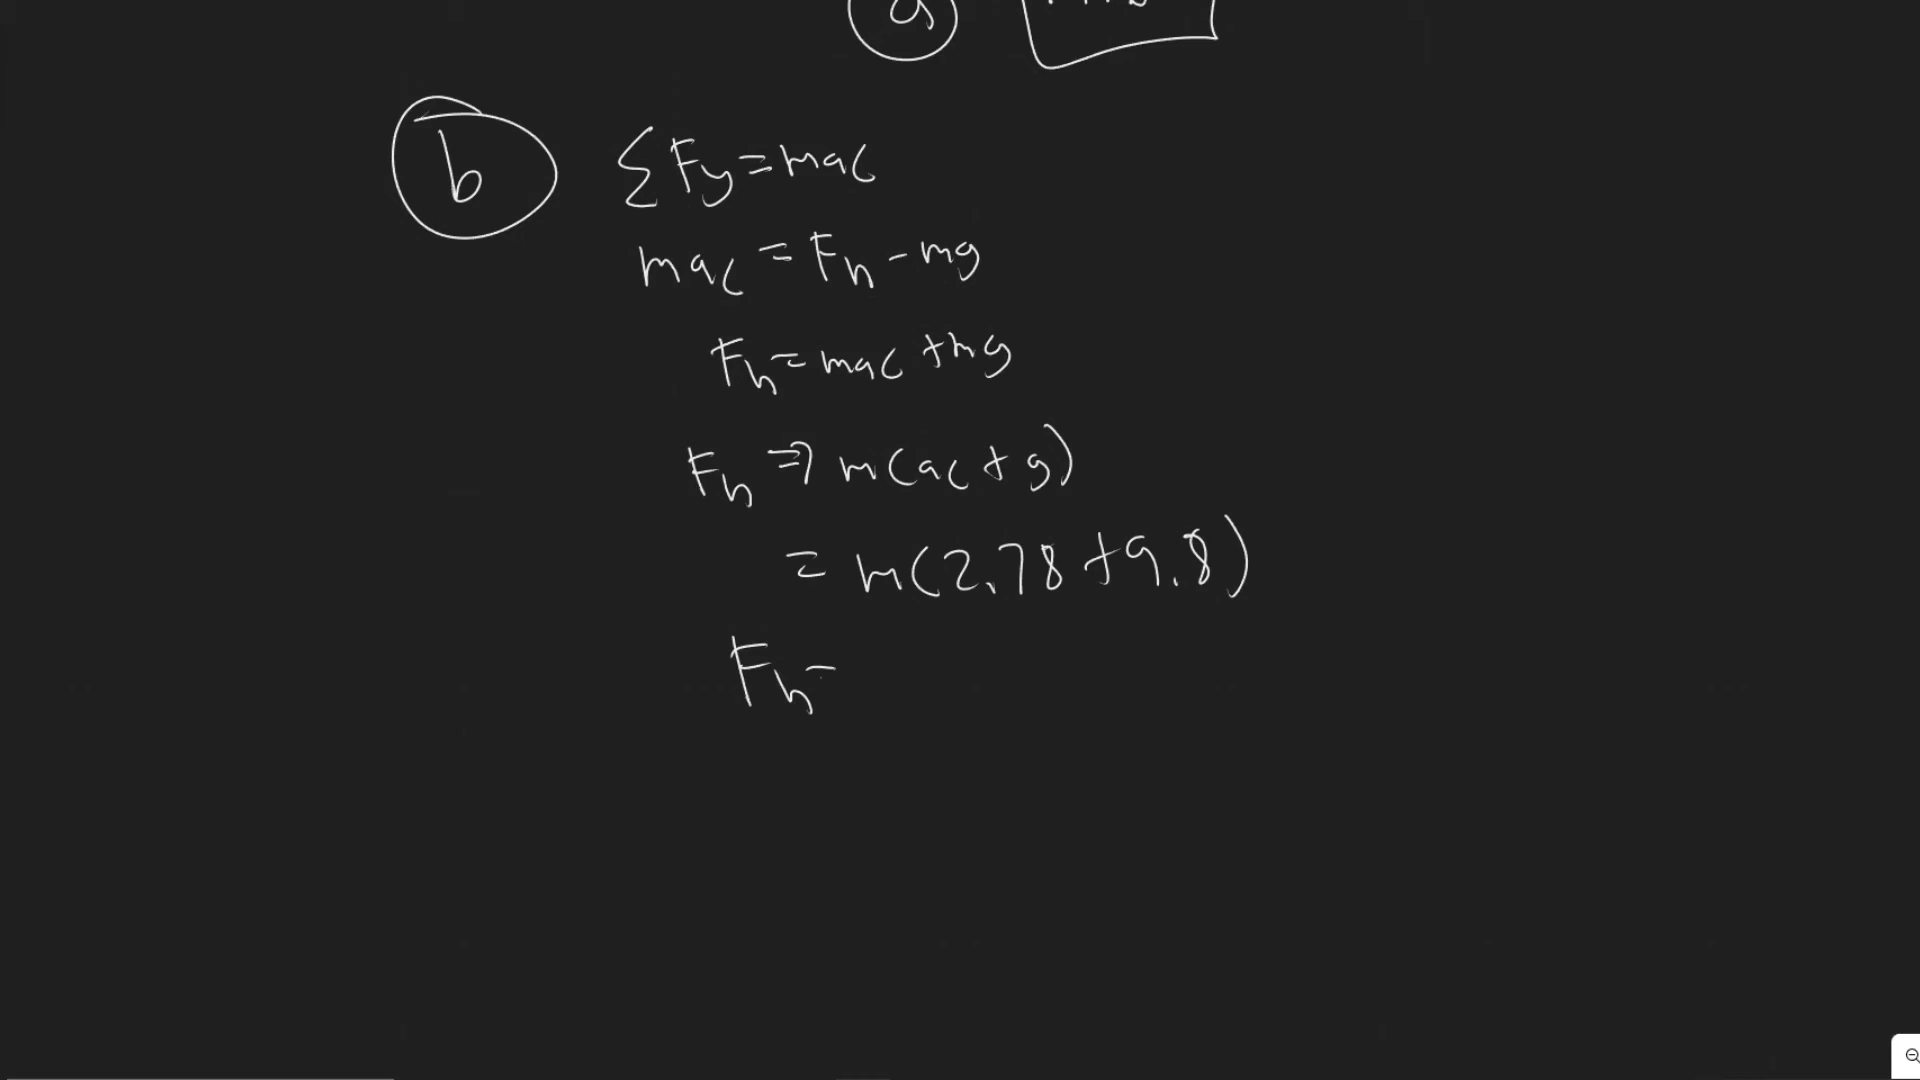 g
b ΣFy=mac
mac = Fn - mg
Fn = mac + mg
Fn => m(ac + g)
= m(2.78 + 9.8)
Fn =